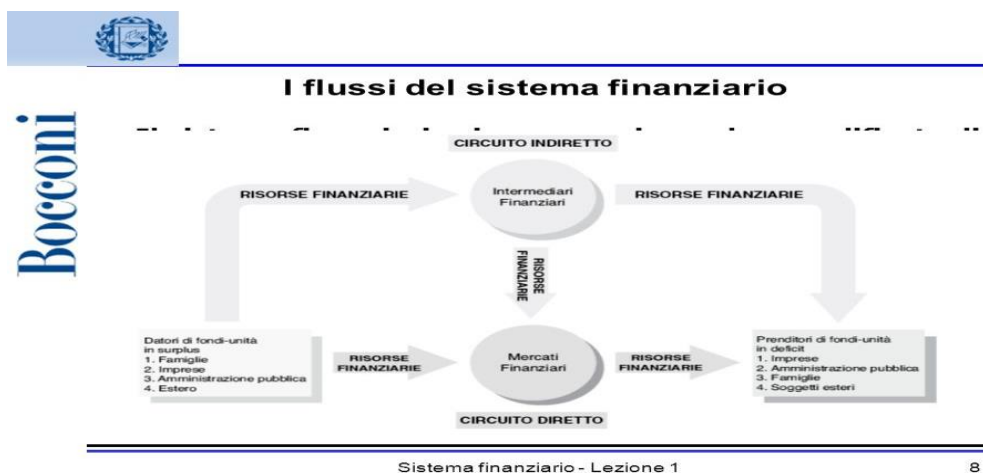 I flussi del sistema finanziario
CIRCUITO INDIRETTO
RISORSE FINANZIARIE
Intermediari
Finanziari
RISORSE FINANZIARIE
Bocconi
RISORSE
FINANZIARIE
Datori di fondi-unità
in surplus
1. Famiglie
2. Imprese
3. Amministrazione pubblica
4. Estero
RISORSE
FINANZIARIE
Mercati
Finanziari
RISORSE
FINANZIARIE
Prenditori di fondi-unità
in deficit
1. Imprese
2. Amministrazione pubblica
3. Famiglie
4. Soggetti esteri
CIRCUITO DIRETTO
Sistema finanziario - Lezione 1
8